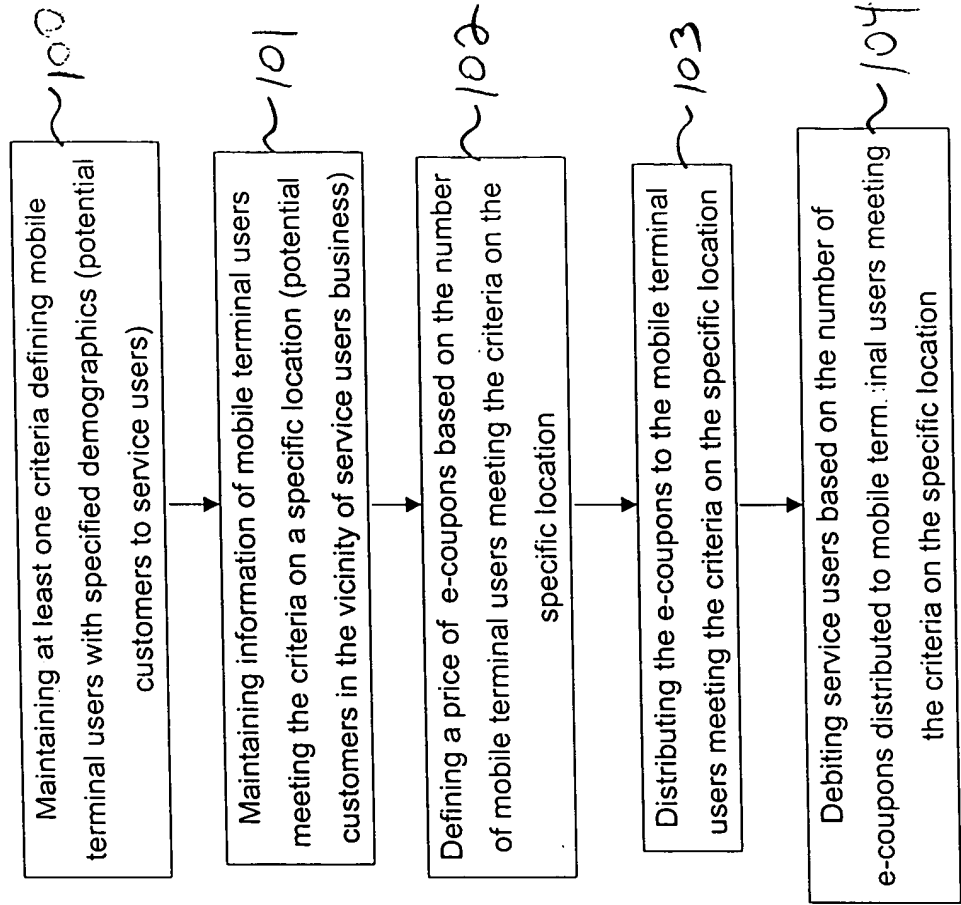 Maintaining at least one criteria defining mobile
terminal users with specified demographics (potential
customers to service users)
100
Maintaining information of mobile terminal users
meeting the criteria on a specific location (potential
customers in the vicinity of service users business)
101
Defining a price of e-coupons based on the number
of mobile terminal users meeting the criteria on the
specific location
102
Distributing the e-coupons to the mobile terminal
users meeting the criteria on the specific location
103
Debiting service users based on the number of
e-coupons distributed to mobile terminal users meeting
the criteria on the specific location
104